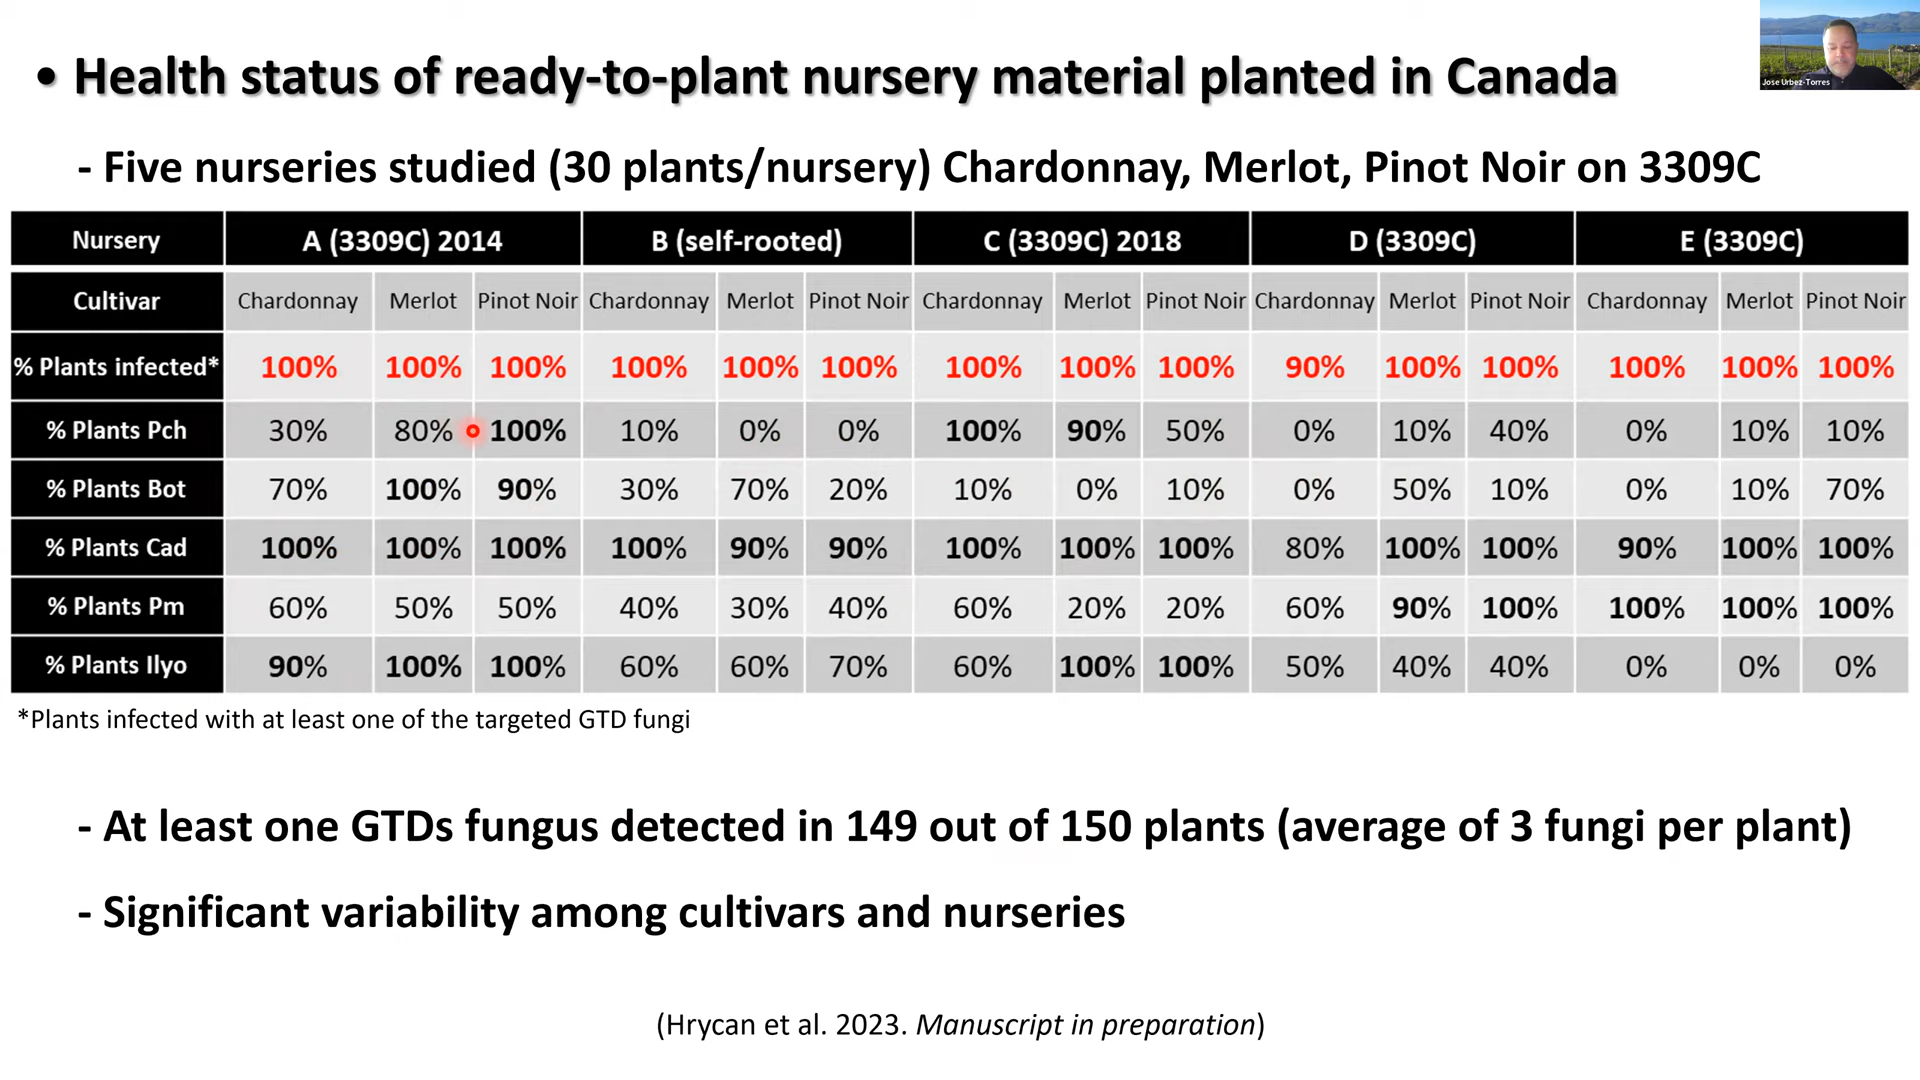 • Health status of ready-to-plant nursery material planted in Canada
Jose Urbez-Torres
- Five nurseries studied (30 plants/nursery) Chardonnay, Merlot, Pinot Noir on 3309C
Nursery A (3309C) 2014 B (self-rooted) C (3309C) 2018 D (3309C) E (3309C)
Cultivar Chardonnay Merlot Pinot Noir Chardonnay Merlot Pinot Noir Chardonnay Merlot Pinot Noir Chardonnay Merlot Pinot Noir Chardonnay Merlot Pinot Noir
% Plants infected* 100% 100% 100% 100% 100% 100% 100% 100% 100% 90% 100% 100% 100% 100% 100%
% Plants Pch 30% 80% 100% 10% 0% 0% 100% 90% 50% 0% 10% 40% 0% 10% 10%
% Plants Bot 70% 100% 90% 30% 70% 20% 10% 0% 10% 0% 50% 10% 0% 10% 70%
% Plants Cad 100% 100% 100% 100% 90% 90% 100% 100% 100% 80% 100% 100% 90% 100% 100%
% Plants Pm 60% 50% 50% 40% 30% 40% 60% 20% 20% 60% 90% 100% 100% 100% 100%
% Plants Ilyo 90% 100% 100% 60% 60% 70% 60% 100% 100% 50% 40% 40% 0% 0% 0%
*Plants infected with at least one of the targeted GTD fungi
- At least one GTDs fungus detected in 149 out of 150 plants (average of 3 fungi per plant)
- Significant variability among cultivars and nurseries
(Hrycan et al. 2023. Manuscript in preparation)